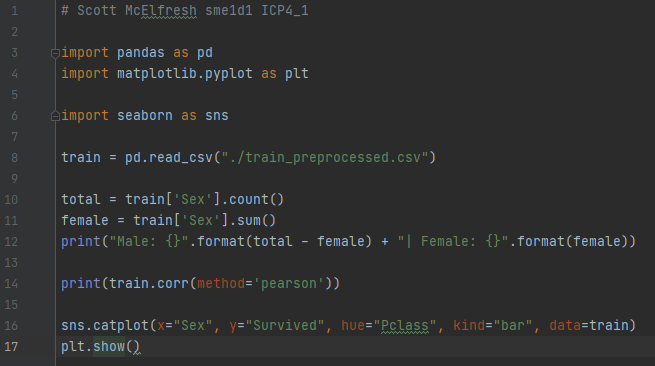 1 # Scott McElfresh sme1d1 ICP4_1
2
3 import pandas as pd
4 import matplotlib.pyplot as plt
5
6 import seaborn as sns
7
8 train = pd.read_csv("./train_preprocessed.csv")
9
10 total = train['Sex'].count()
11 female = train['Sex'].sum()
12 print("Male: {}".format(total - female) + "| Female: {}".format(female))
13
14 print(train.corr(method='pearson'))
15
16 sns.catplot(x="Sex", y="Survived", hue="Pclass", kind="bar", data=train)
17 plt.show()